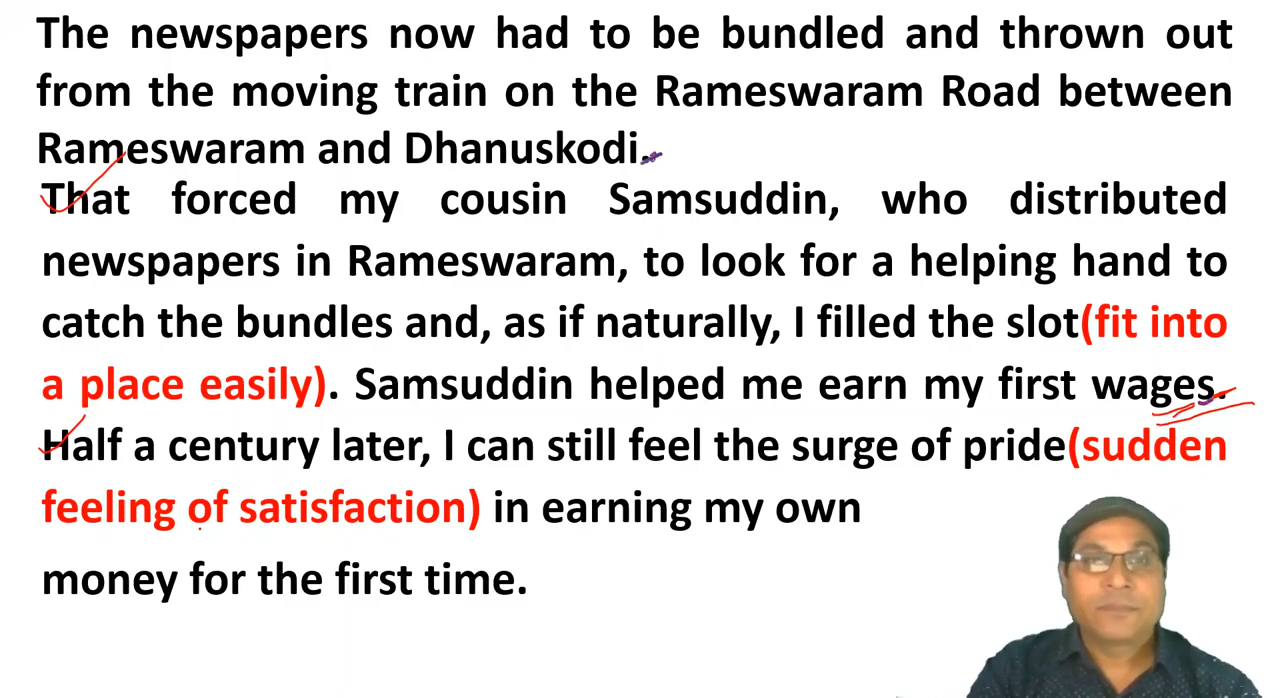 The newspapers now had to be bundled and thrown out
from the moving train on the Rameswaram Road between
Rameswaram and Dhanuskodi.
That forced my cousin Samsuddin, who distributed
newspapers in Rameswaram, to look for a helping hand to
catch the bundles and, as if naturally, I filled the slot(fit into
a place easily). Samsuddin helped me earn my first wages.
Half a century later, I can still feel the surge of pride(sudden
feeling of satisfaction) in earning my own
money for the first time.